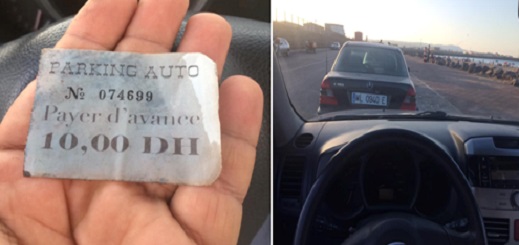 PARKING AUTO
№ 074699
Payer d'avance
10,00 DH